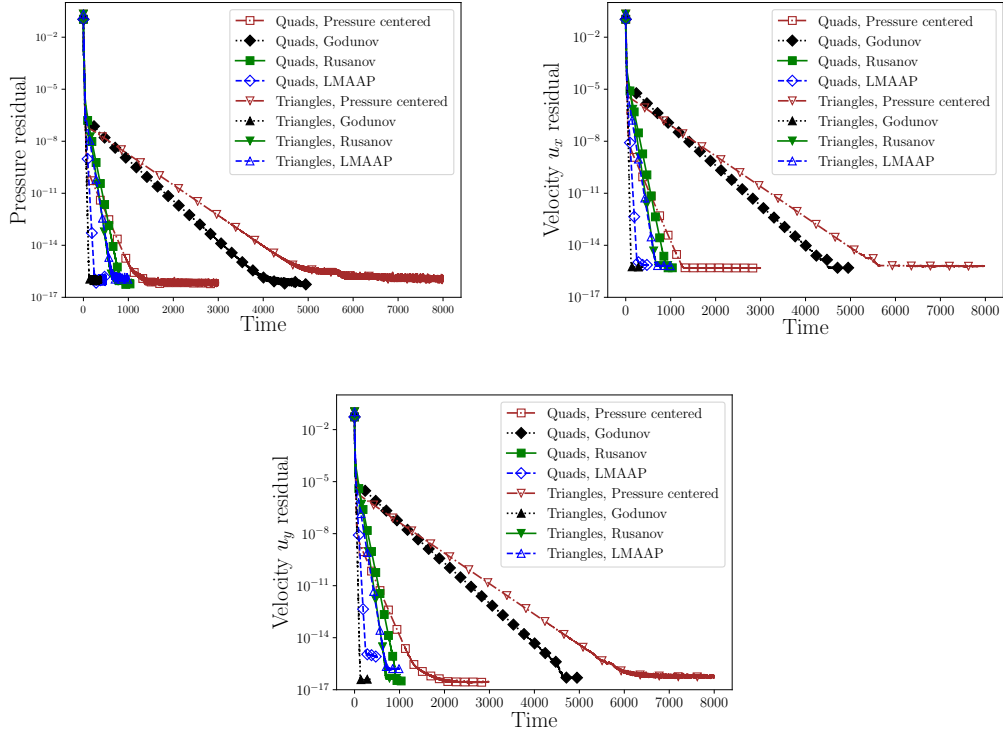 Pressure residual
10⁻²
10⁻⁵
10⁻⁸
10⁻¹¹
10⁻¹⁴
10⁻¹⁷
Quads, Pressure centered
Quads, Godunov
Quads, Rusanov
Quads, LMAAP
Triangles, Pressure centered
Triangles, Godunov
Triangles, Rusanov
Triangles, LMAAP
0 1000 2000 3000 4000 5000 6000 7000 8000
Time
Velocity uₓ residual
10⁻²
10⁻⁵
10⁻⁸
10⁻¹¹
10⁻¹⁴
10⁻¹⁷
Quads, Pressure centered
Quads, Godunov
Quads, Rusanov
Quads, LMAAP
Triangles, Pressure centered
Triangles, Godunov
Triangles, Rusanov
Triangles, LMAAP
0 1000 2000 3000 4000 5000 6000 7000 8000
Time
Velocity u_y residual
10⁻²
10⁻⁵
10⁻⁸
10⁻¹¹
10⁻¹⁴
10⁻¹⁷
Quads, Pressure centered
Quads, Godunov
Quads, Rusanov
Quads, LMAAP
Triangles, Pressure centered
Triangles, Godunov
Triangles, Rusanov
Triangles, LMAAP
0 1000 2000 3000 4000 5000 6000 7000 8000
Time